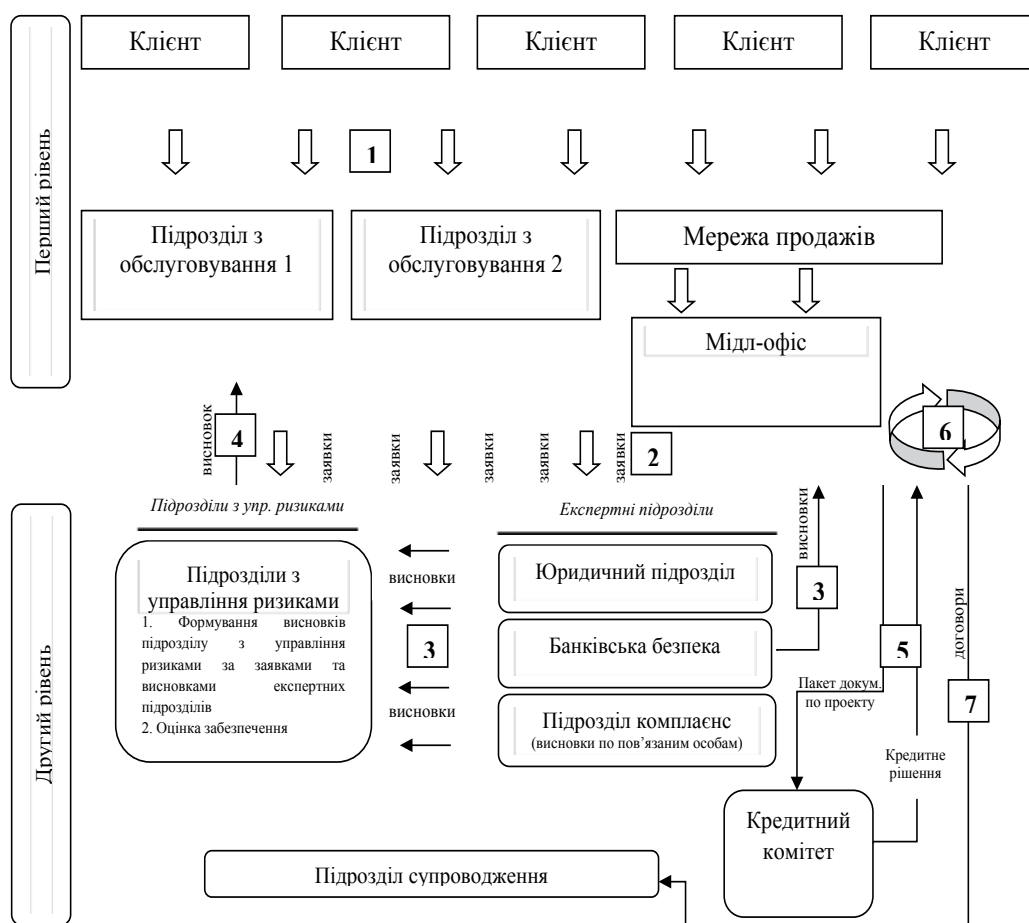 Клієнт
Клієнт
Клієнт
Клієнт
Клієнт
Перший рівень
1
Підрозділ з
обслуговування 1
Підрозділ з
обслуговування 2
Мережа продажів
Мідл-офіс
висновок
4
заявки
заявки
заявки
заявки
заявки
2
6
Другий рівень
Підрозділи з упр. ризиками
Експертні підрозділи
Підрозділи з
управління ризиками
1. Формування висновків
підрозділу з управління
ризиками за заявками та
висновками експертних
підрозділів
2. Оцінка забезпечення
висновки
3
висновки
Юридичний підрозділ
Банківська безпека
Підрозділ комплаєнс
(висновки по пов’язаним особам)
висновки
3
Пакет докум.
по проекту
5
договори
7
Кредитне
рішення
Кредитний
комітет
Підрозділ супроводження